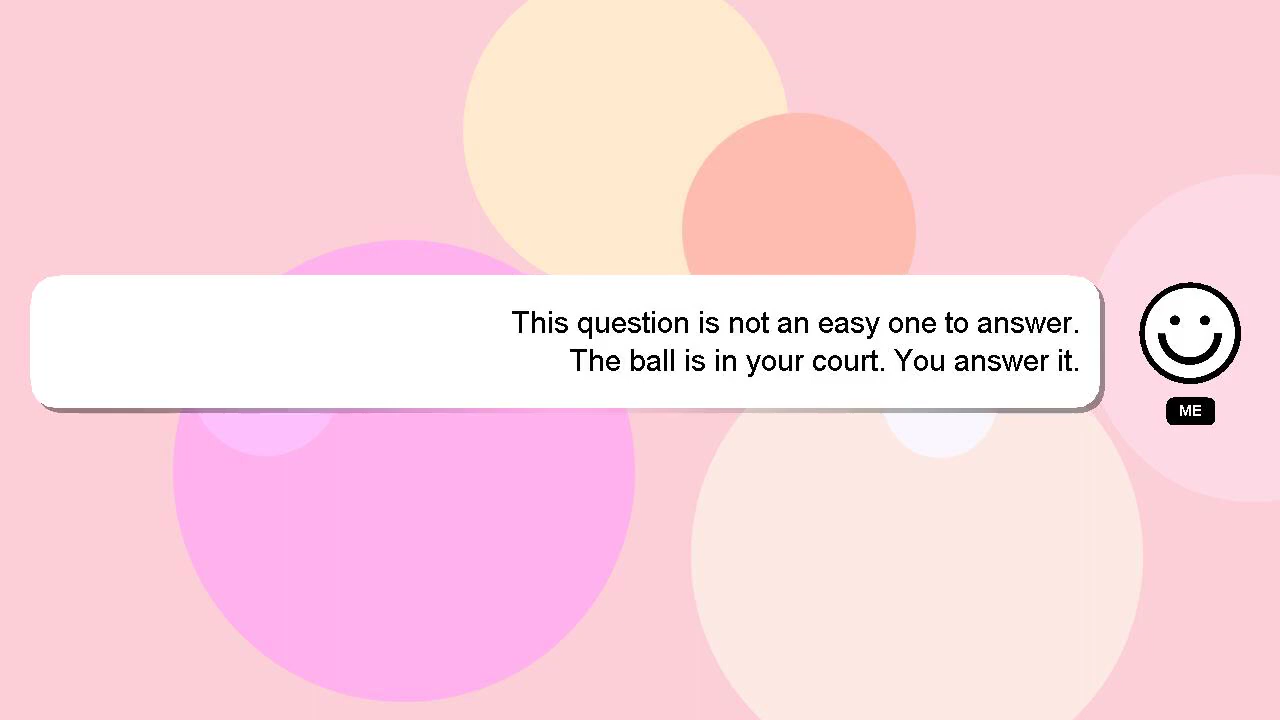 This question is not an easy one to answer.
The ball is in your court. You answer it.
ME